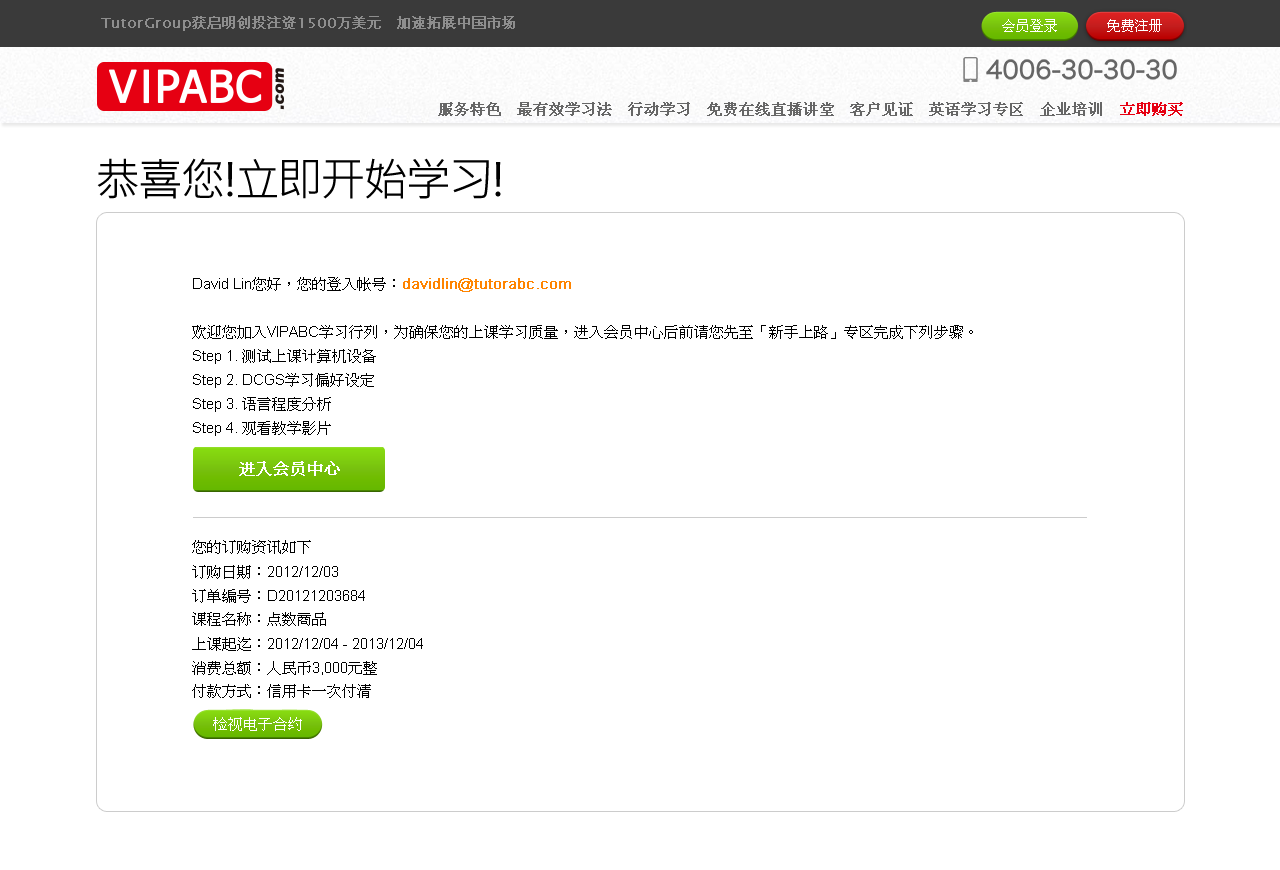 TutorGroup获启明创投注资1500万美元 加速拓展中国市场
会员登录
免费注册
VIPABC.com
4006-30-30-30
服务特色 最有效学习法 行动学习 免费在线直播讲堂 客户见证 英语学习专区 企业培训 立即购买
恭喜您!立即开始学习!
David Lin您好，您的登入帐号：davidlin@tutorabc.com
欢迎您加入VIPABC学习行列，为确保您的上课学习质量，进入会员中心后前请您先至「新手上路」专区完成下列步骤。
Step 1. 测试上课计算机设备
Step 2. DCGS学习偏好设定
Step 3. 语言程度分析
Step 4. 观看教学影片
进入会员中心
您的订购资讯如下
订购日期：2012/12/03
订单编号：D20121203684
课程名称：点数商品
上课起迄：2012/12/04 - 2013/12/04
消费总额：人民币3,000元整
付款方式：信用卡一次付清
检视电子合约